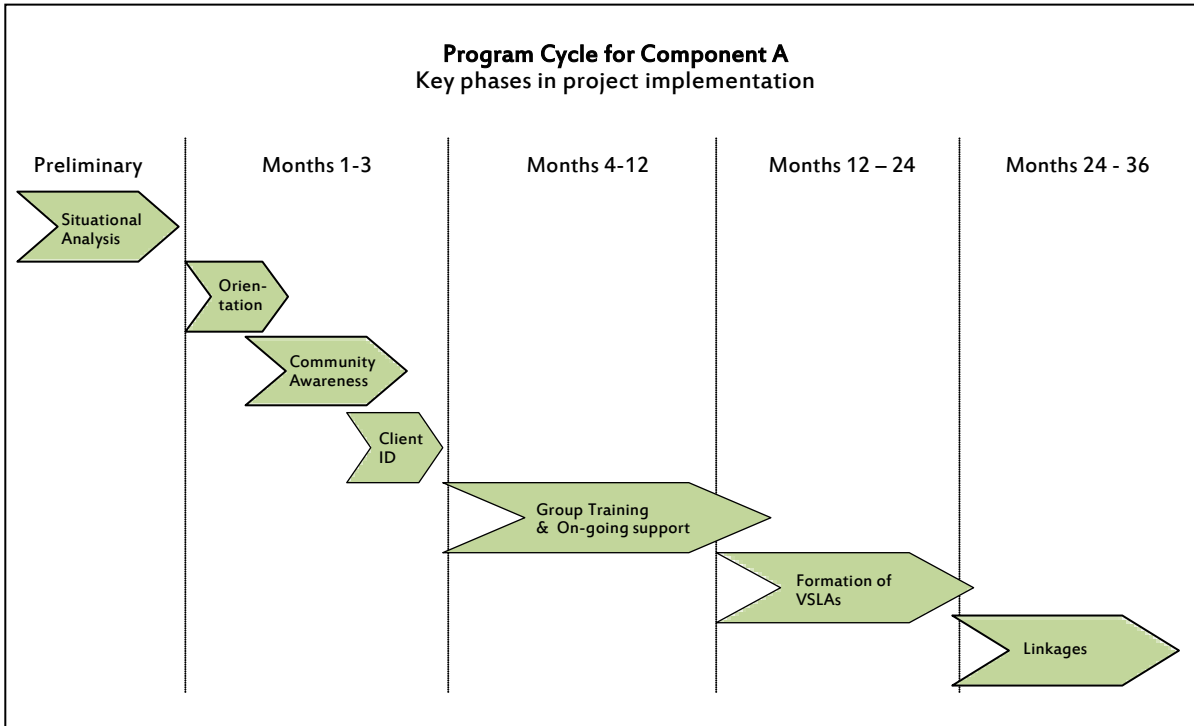 Program Cycle for Component A
Key phases in project implementation
Preliminary
Months 1-3
Months 4-12
Months 12 – 24
Months 24 - 36
Situational
Analysis
Orien-
tation
Community
Awareness
Client
ID
Group Training
& On-going support
Formation of
VSLAs
Linkages